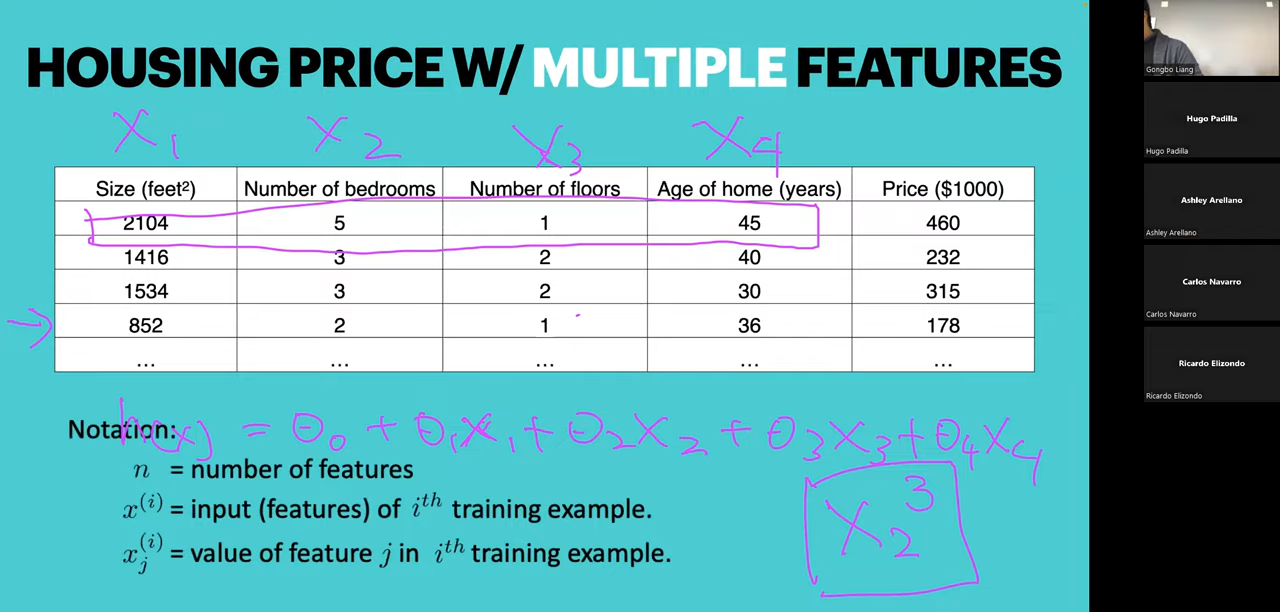 HOUSING PRICE W/ MULTIPLE FEATURES
X₁ X₂ X₃ X₄
Size (feet²) Number of bedrooms Number of floors Age of home (years) Price ($1000)
2104 5 1 45 460
1416 3 2 40 232
1534 3 2 30 315
→ 852 2 1 36 178
... ... ... ... ...
Notation:
h(x) = θ₀ + θ₁x₁ + θ₂x₂ + θ₃x₃ + θ₄x₄
n = number of features
x⁽ⁱ⁾ = input (features) of iᵗʰ training example.
xⱼ⁽ⁱ⁾ = value of feature j in iᵗʰ training example.
X₂³
Gongbo Liang
Hugo Padilla
Hugo Padilla
Ashley Arellano
Ashley Arellano
Carlos Navarro
Carlos Navarro
Ricardo Elizondo
Ricardo Elizondo